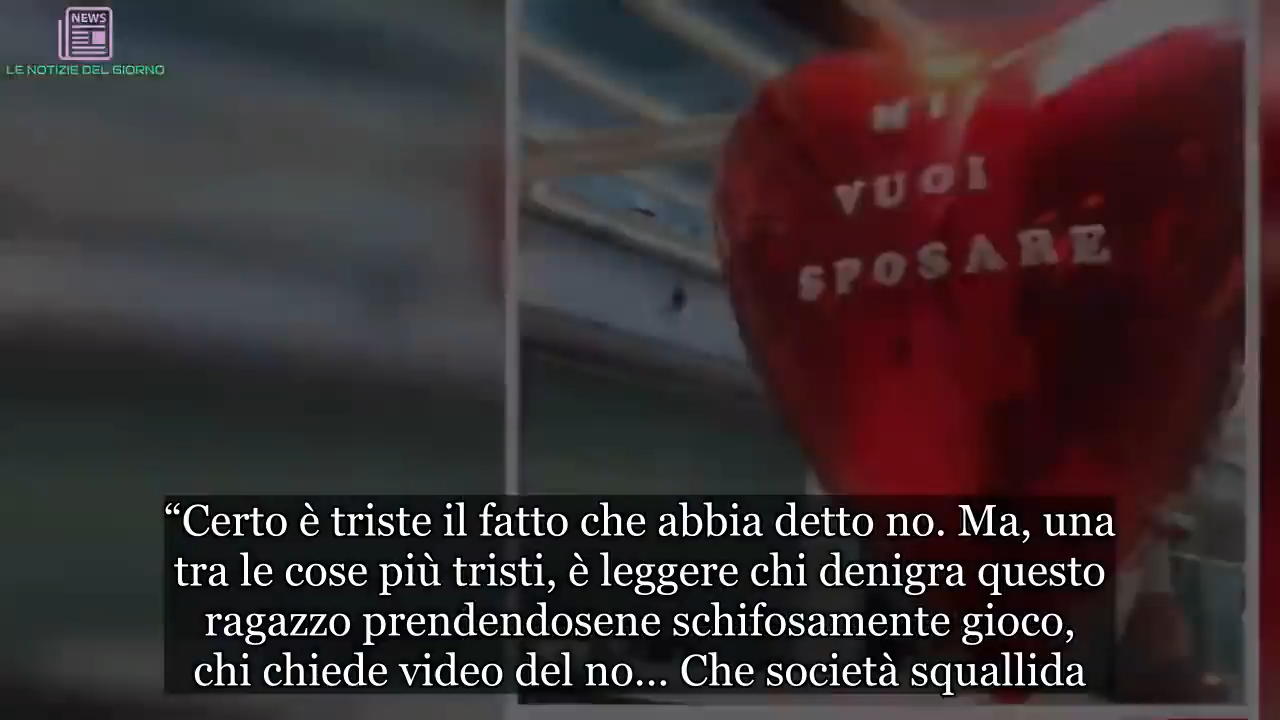 NEWS
LE NOTIZIE DEL GIORNO
MI
VUOI
SPOSARE
“Certo è triste il fatto che abbia detto no. Ma, una
tra le cose più tristi, è leggere chi denigra questo
ragazzo prendendosene schifosamente gioco,
chi chiede video del no... Che società squallida